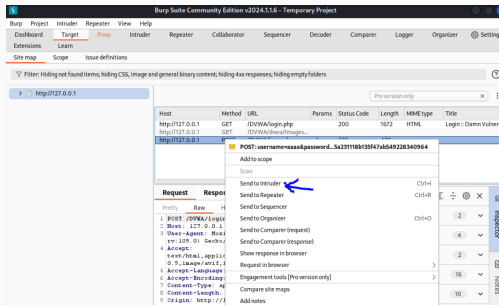 Burp Suite Community Edition v2024.1.1.6 - Temporary Project
Burp Project Intruder Repeater View Help
Dashboard Target Proxy Intruder Repeater Collaborator Sequencer Decoder Comparer Logger Organizer Setting
Extensions Learn
Site map Scope Issue definitions
Filter: Hiding not found items; hiding CSS, image and general binary content; hiding 4xx responses; hiding empty folders
http://127.0.0.1
Pro version only
Host Method URL Params Status Code Length MIME type Title
http://127.0.0.1 GET /DVWA/login.php 200 1672 HTML Login :: Damn Vulner
http://127.0.0.1 GET /DVWA/dvwa/images...
http://127.0.0.1
POST: username=aaaa&password...5a231118b135f47ab549228340964
Add to scope
Scan
Send to Intruder Ctrl+I
Send to Repeater Ctrl+R
Send to Sequencer
Send to Organizer Ctrl+O
Send to Comparer (request)
Send to Comparer (response)
Show response in browser
Request in browser
Engagement tools [Pro version only]
Compare site maps
Add notes
Request Respo
Pretty Raw H
1 POST /DVWA/login
2 Host: 127.0.0.1
3 User-Agent: Mozi
rv:109.0) Gecko/
4 Accept:
text/html,applic
0.9,image/avif,i
5 Accept-Language:
6 Accept-Encoding:
7 Content-Type: ap
8 Content-Length:
9 Origin: http://1
Inspector
Notes
2
4
2
16
10